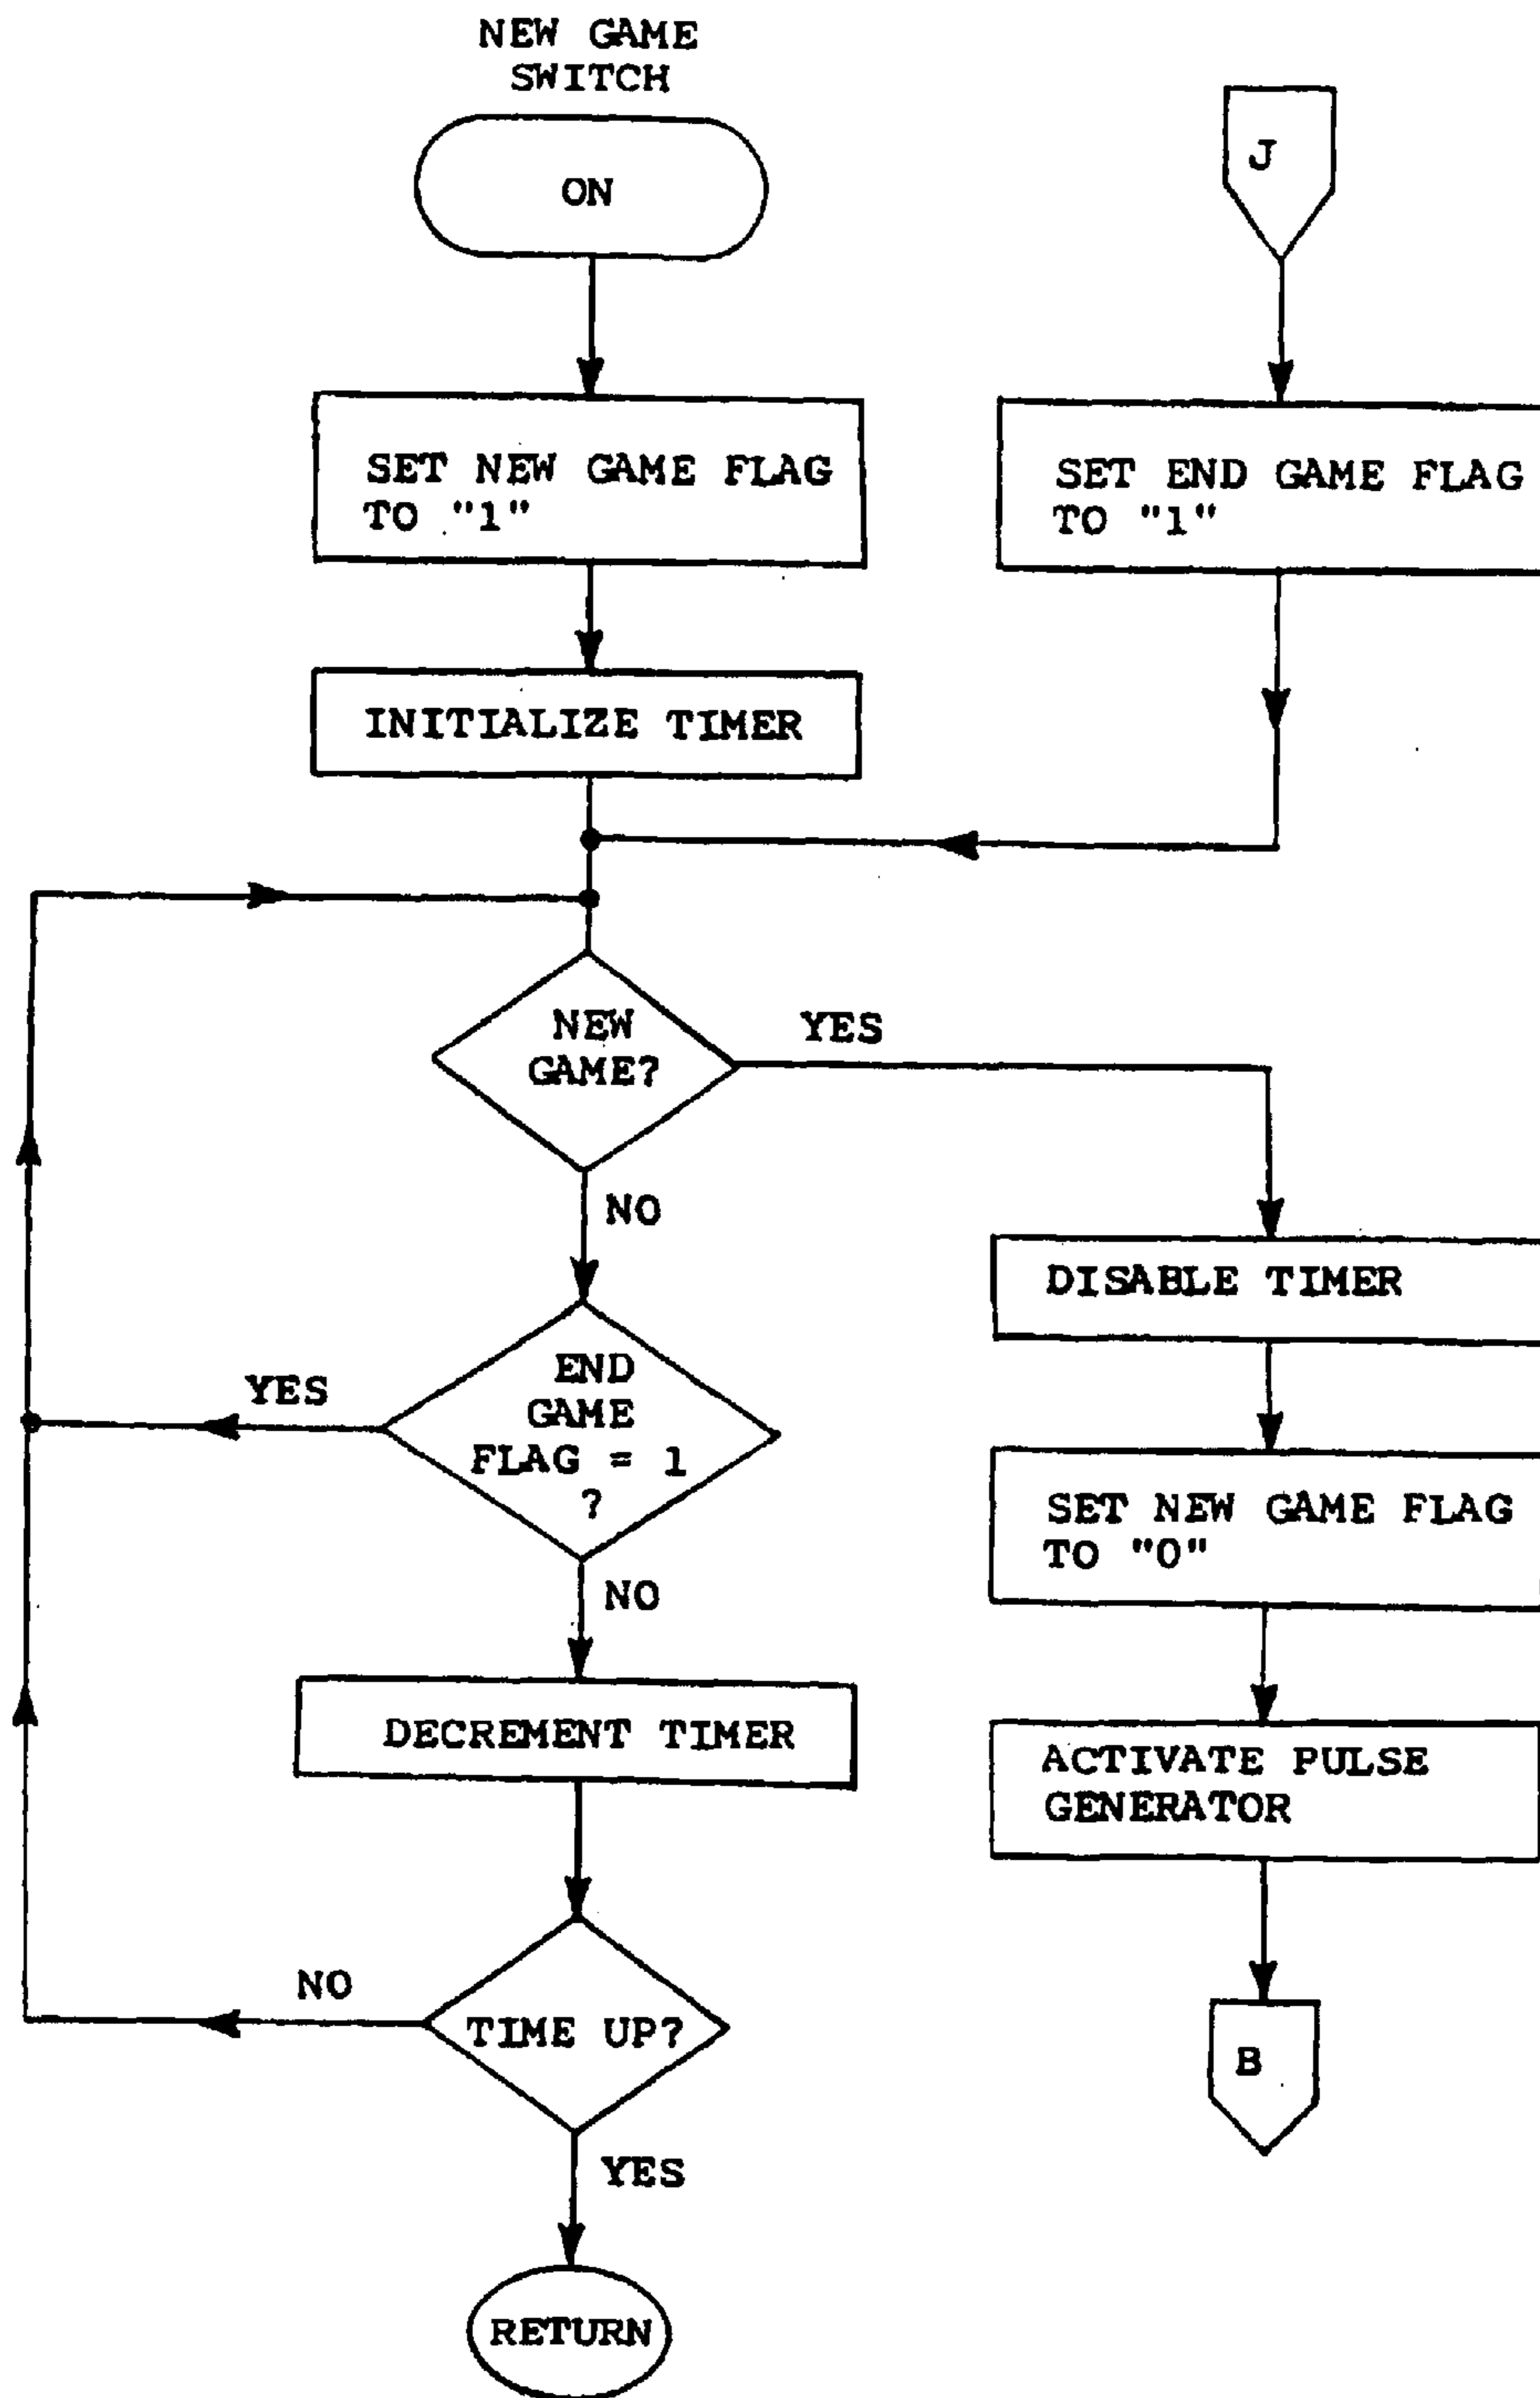 NEW GAME
SWITCH
ON
J
SET NEW GAME FLAG
TO "1"
SET END GAME FLAG
TO "1"
INITIALIZE TIMER
NEW
GAME?
YES
NO
DISABLE TIMER
END
GAME
FLAG = 1
?
YES
NO
SET NEW GAME FLAG
TO "0"
DECREMENT TIMER
ACTIVATE PULSE
GENERATOR
TIME UP?
NO
YES
B
RETURN